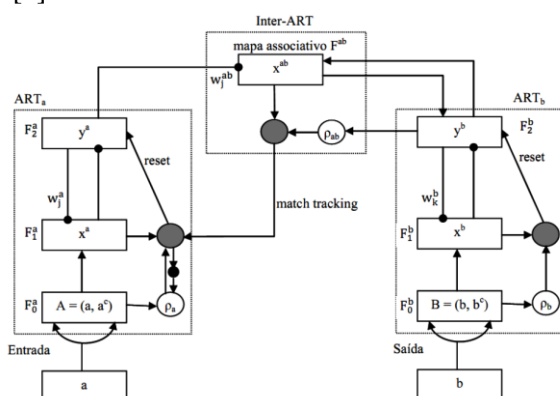 Inter-ART
mapa associativo F^ab
x^ab
w_j^ab
ρ_ab
match tracking
ART_a
F_2^a
y^a
reset
w_j^a
F_1^a
x^a
F_0^a
A = (a, a^c)
ρ_a
Entrada
a
ART_b
y^b
F_2^b
reset
w_k^b
F_1^b
x^b
F_0^b
B = (b, b^c)
ρ_b
Saída
b